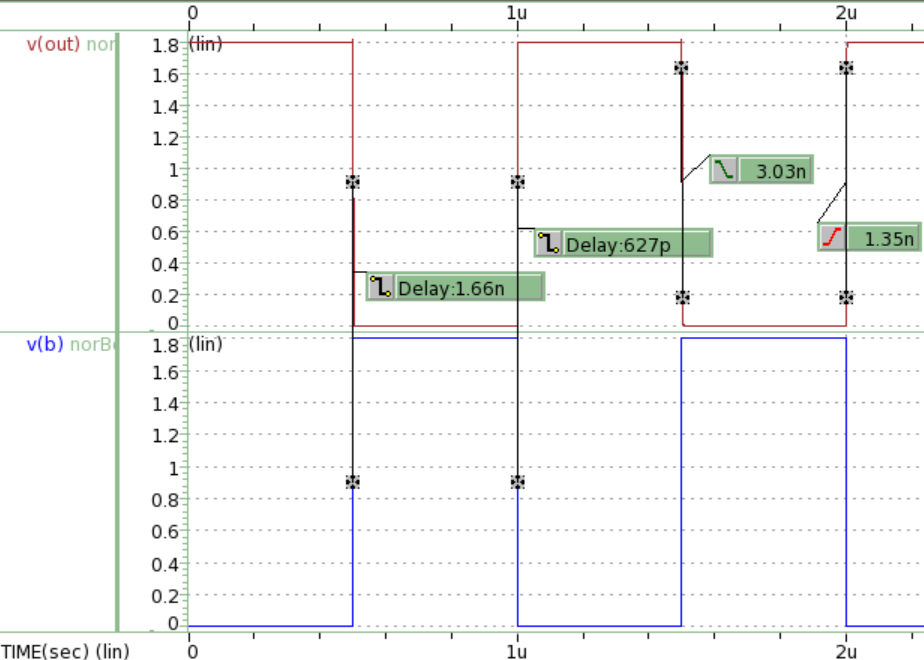 0 1u 2u
v(out) nor 1.8 (lin)
1.6
1.4
1.2
1 3.03n
0.8
0.6 Delay:627p 1.35n
0.4
Delay:1.66n
0.2
0
v(b) norB 1.8 (lin)
1.6
1.4
1.2
1
0.8
0.6
0.4
0.2
0
TIME(sec) (lin) 0 1u 2u